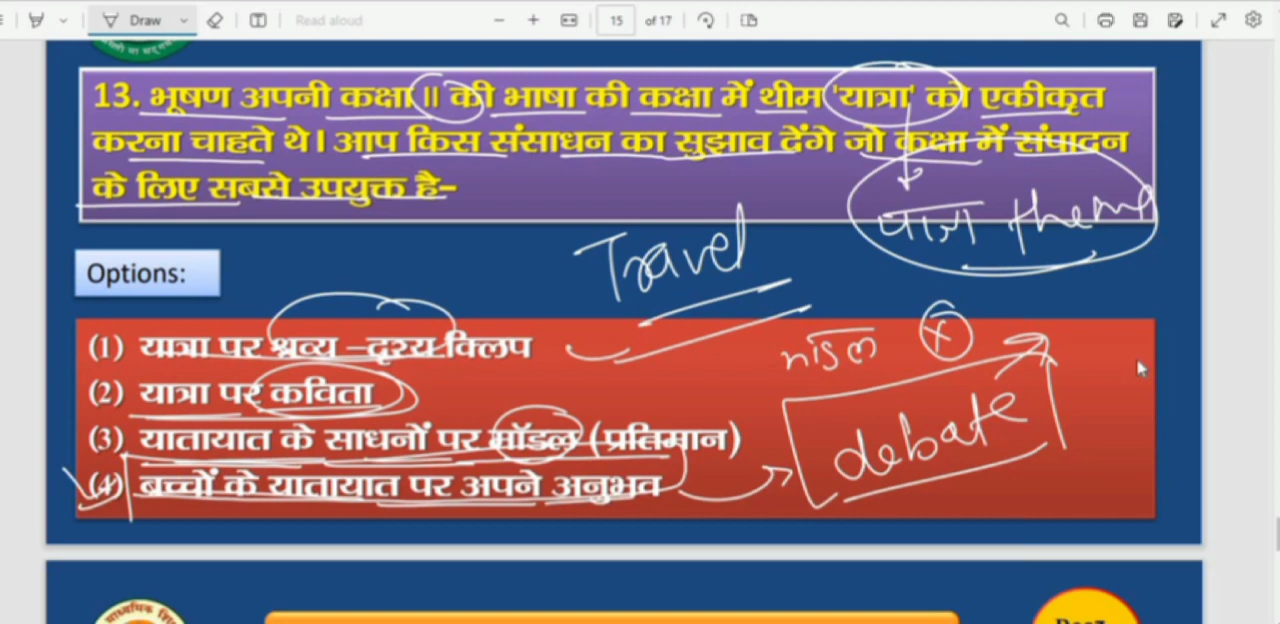 Draw
Read aloud
15 of 17
13. भूषण अपनी कक्षा II की भाषा की कक्षा में थीम 'यात्रा' को एकीकृत
करना चाहते थे। आप किस संसाधन का सुझाव देंगे जो कक्षा में संपादन
के लिए सबसे उपयुक्त है-
यात्रा theme
Travel
Options:
(1) यात्रा पर श्रव्य –दृश्य क्लिप
(2) यात्रा पर कविता
(3) यातायात के साधनों पर मॉडल (प्रतिमान)
(4) बच्चों के यातायात पर अपने अनुभव
debate